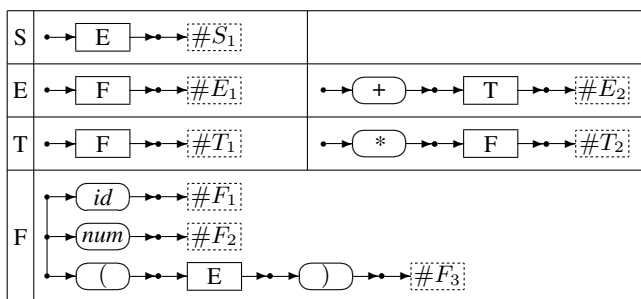 S E #S₁
E F #E₁ + T #E₂
T F #T₁ * F #T₂
id #F₁
F num #F₂
( E ) #F₃